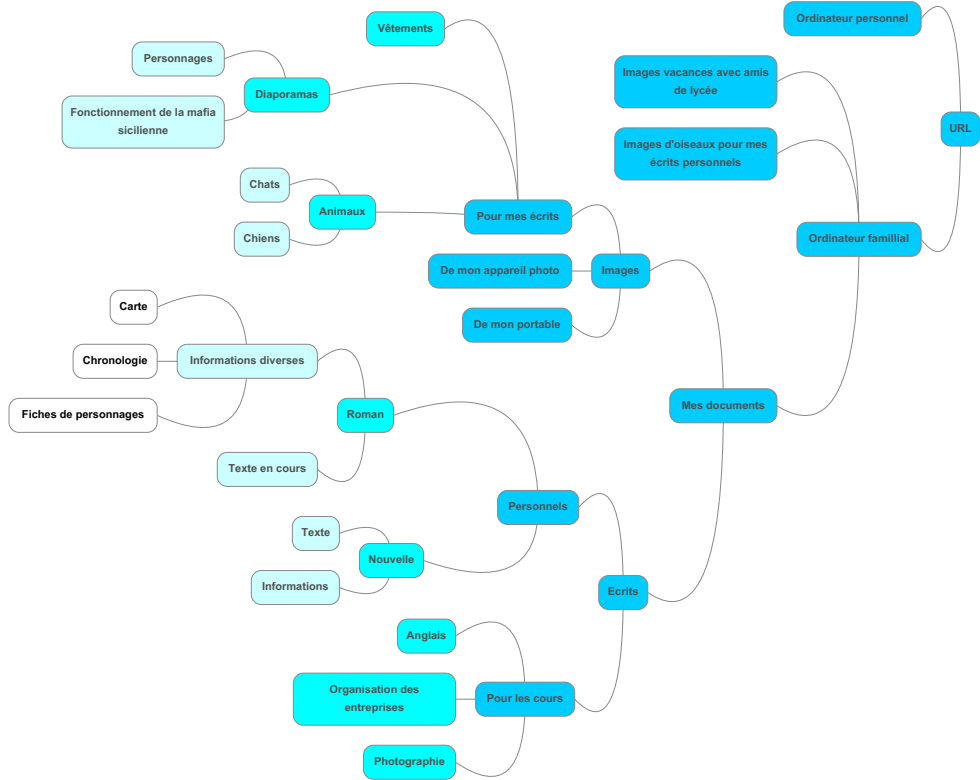 Ordinateur personnel
Vêtements
Personnages
Images vacances avec amis
de lycée
Diaporamas
Fonctionnement de la mafia
sicilienne
URL
Images d'oiseaux pour mes
écrits personnels
Chats
Animaux
Pour mes écrits
Chiens
Ordinateur famillial
De mon appareil photo
Images
Carte
De mon portable
Chronologie
Informations diverses
Mes documents
Fiches de personnages
Roman
Texte en cours
Personnels
Texte
Nouvelle
Informations
Ecrits
Anglais
Organisation des
entreprises
Pour les cours
Photographie